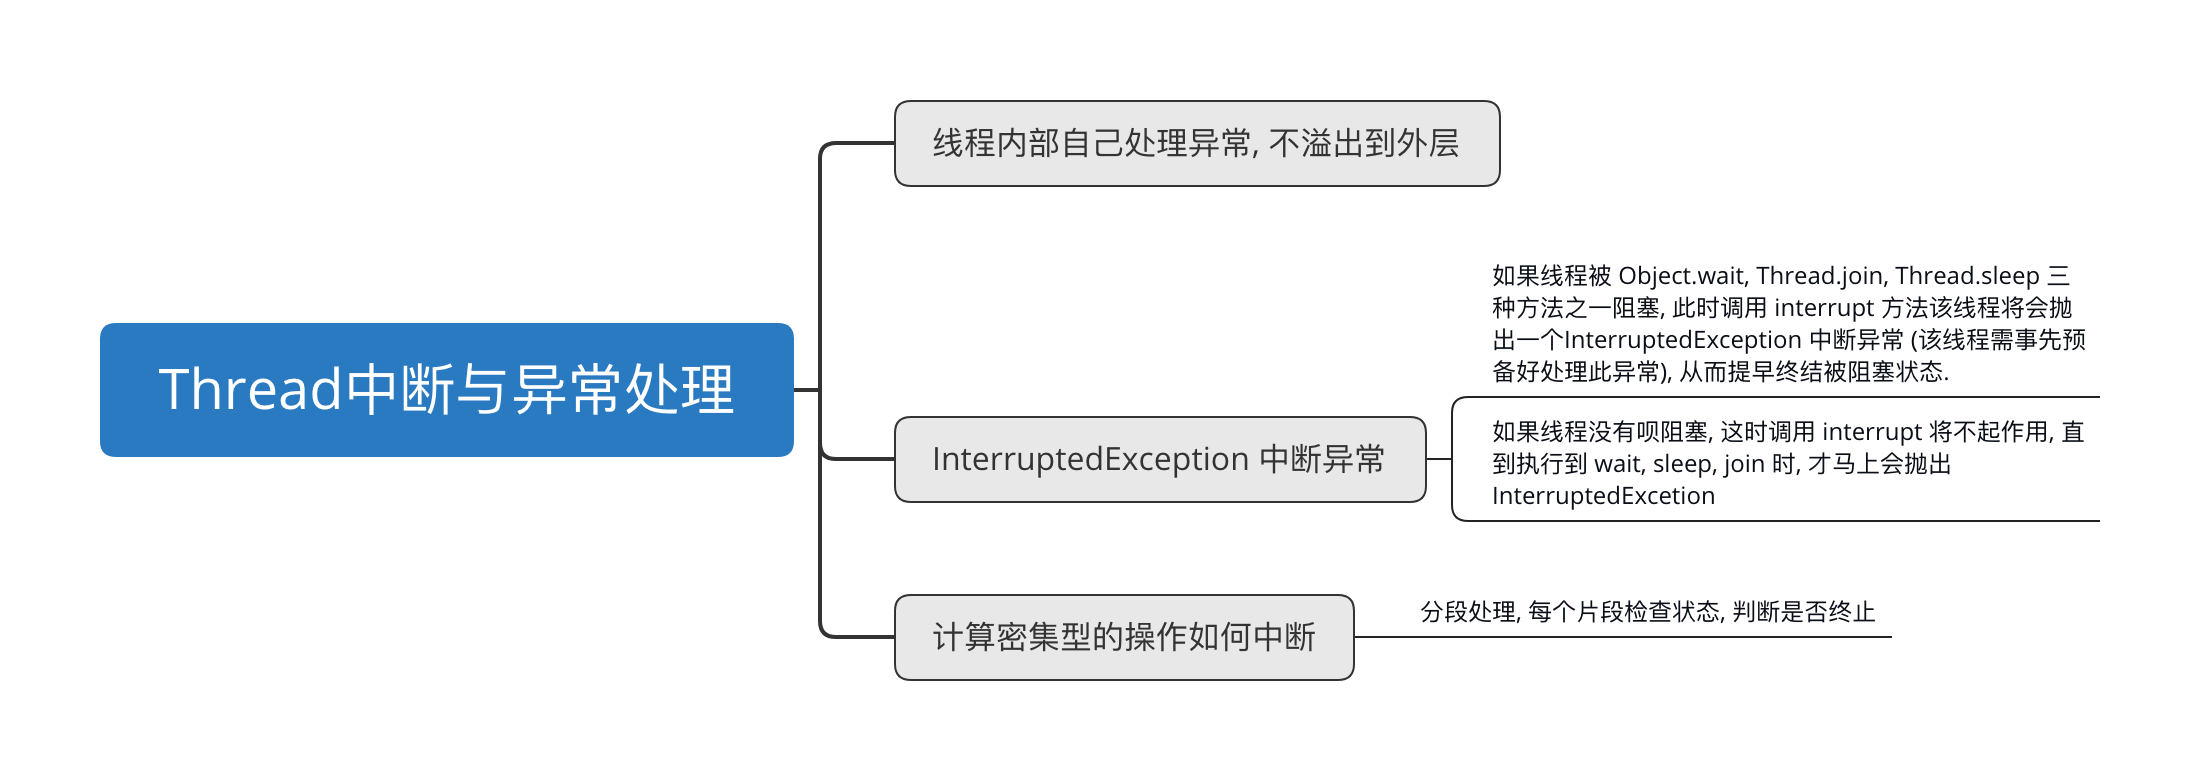 Thread中断与异常处理
线程内部自己处理异常, 不溢出到外层
InterruptedException 中断异常
如果线程被 Object.wait, Thread.join, Thread.sleep 三
种方法之一阻塞, 此时调用 interrupt 方法该线程将会抛
出一个InterruptedException 中断异常 (该线程需事先预
备好处理此异常), 从而提早终结被阻塞状态.
如果线程没有呗阻塞, 这时调用 interrupt 将不起作用, 直
到执行到 wait, sleep, join 时, 才马上会抛出
InterruptedExcetion
计算密集型的操作如何中断
分段处理, 每个片段检查状态, 判断是否终止